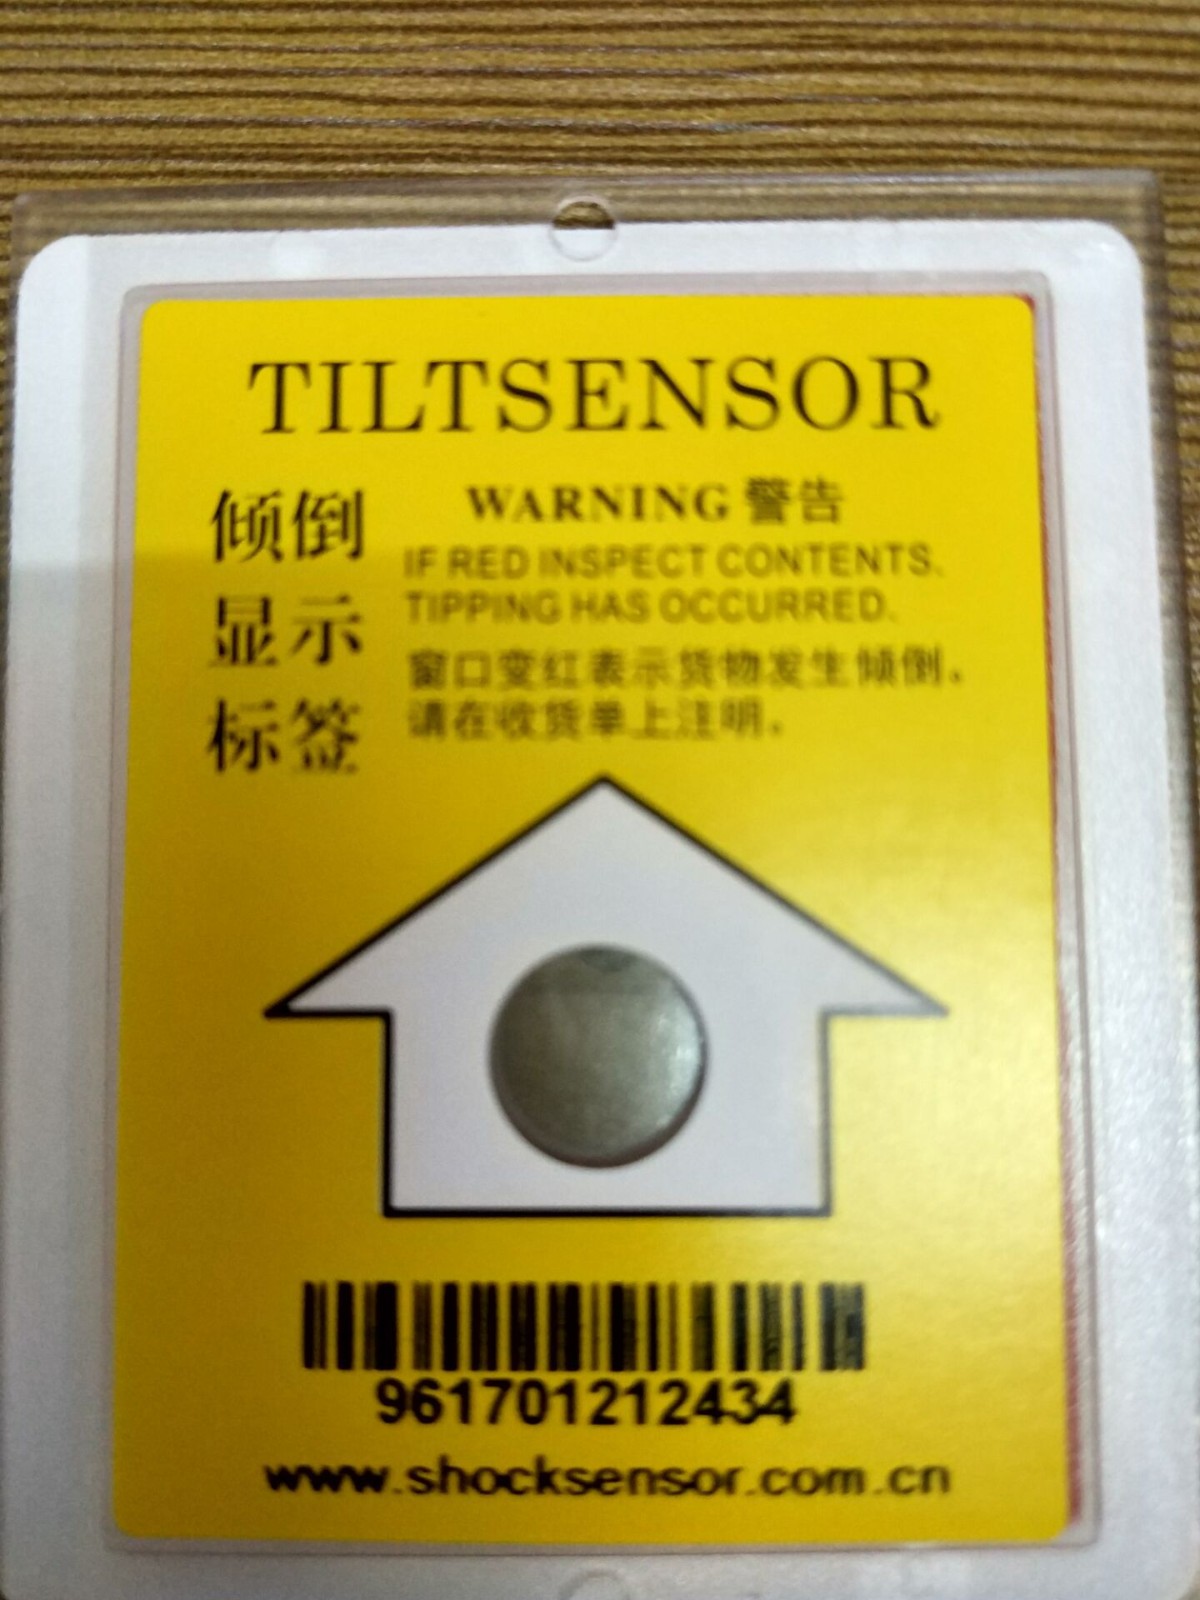 TILTSENSOR
倾倒
显示
标签
WARNING 警告
IF RED INSPECT CONTENTS.
TIPPING HAS OCCURRED.
窗口变红表示货物发生倾倒。
请在收货单上注明。
961701212434
www.shocksensor.com.cn